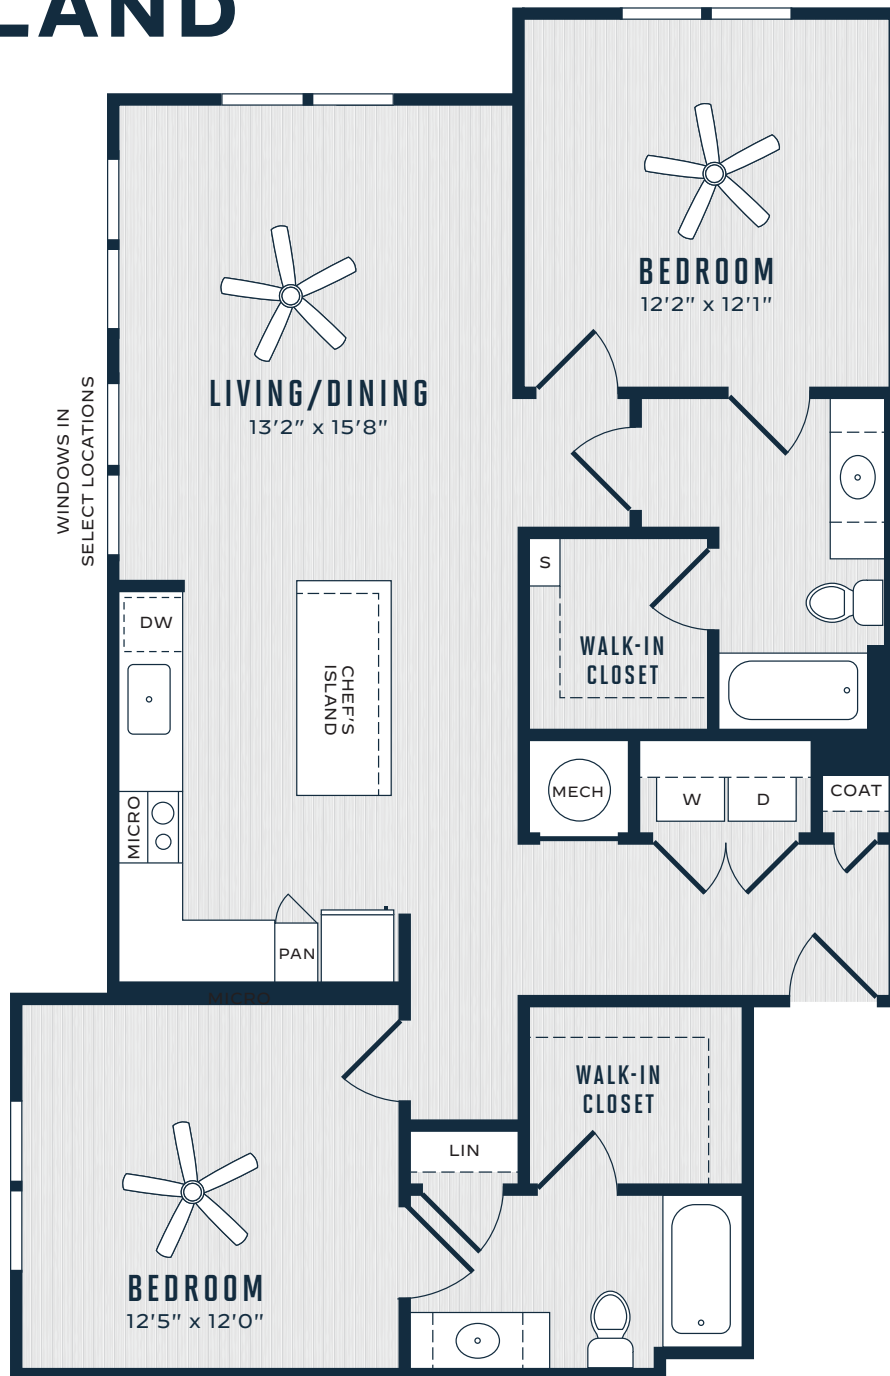 LAND
BEDROOM
12'2" x 12'1"
LIVING/DINING
13'2" x 15'8"
WINDOWS IN
SELECT LOCATIONS
S
DW
WALK-IN
CLOSET
CHEF'S
ISLAND
MECH
W
D
COAT
MICRO
PAN
MICRO
WALK-IN
CLOSET
LIN
BEDROOM
12'5" x 12'0"